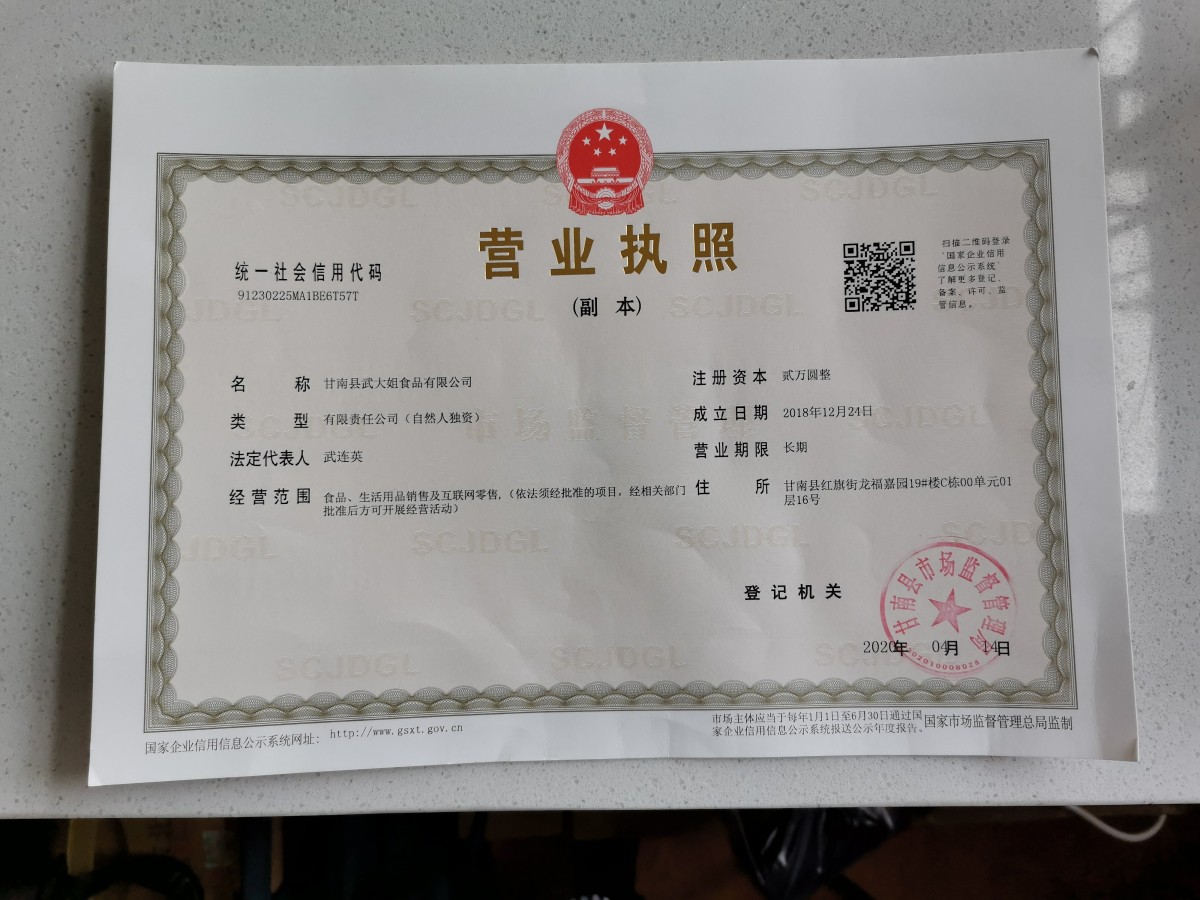 营业执照
(副 本)
统一社会信用代码
91230225MA1BE6T57T
扫描二维码登录
"国家企业信用
信息公示系统"
了解更多登记、
备案、许可、监
管信息。
名 称 甘南县武大姐食品有限公司
类 型 有限责任公司（自然人独资）
法定代表人 武连英
经营范围 食品、生活用品销售及互联网零售,（依法须经批准的项目，经相关部门
批准后方可开展经营活动）
注册资本 贰万圆整
成立日期 2018年12月24日
营业期限 长期
住 所 甘南县红旗街龙福嘉园19#楼C栋00单元01
层16号
登记机关
甘南县市场监督管理局
2020年 04月 14日
国家企业信用信息公示系统网址: http://www.gsxt.gov.cn
市场主体应当于每年1月1日至6月30日通过国
家企业信用信息公示系统报送公示年度报告。
国家市场监督管理总局监制
SCJDGL
市场监督管理